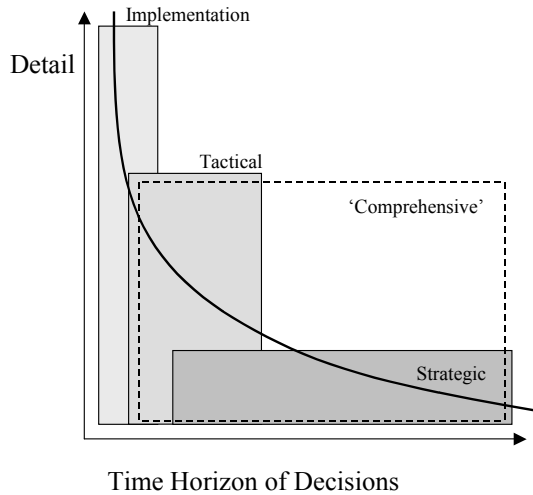 Implementation
Detail
Tactical
‘Comprehensive’
Strategic
Time Horizon of Decisions